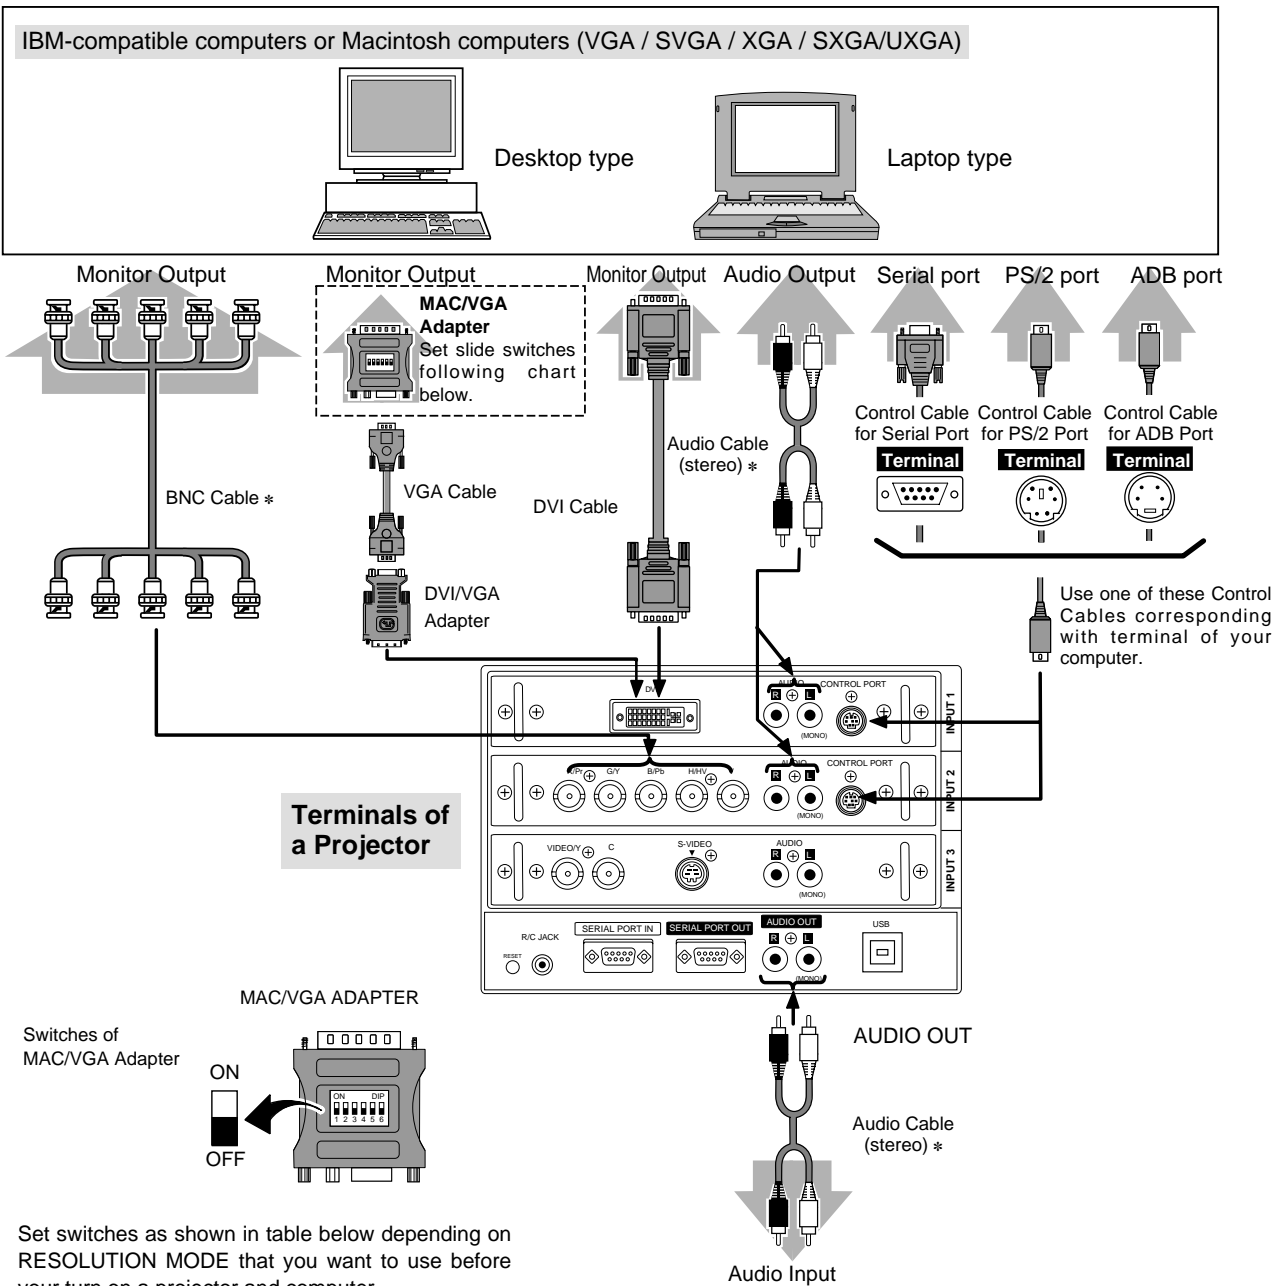 IBM-compatible computers or Macintosh computers (VGA / SVGA / XGA / SXGA/UXGA)
Desktop type
Laptop type
Monitor Output
Monitor Output
Monitor Output
Audio Output
Serial port
PS/2 port
ADB port
MAC/VGA
Adapter
Set slide switches
following chart
below.
Control Cable
for Serial Port
Terminal
Control Cable
for PS/2 Port
Terminal
Control Cable
for ADB Port
Terminal
BNC Cable *
VGA Cable
DVI Cable
Audio Cable
(stereo) *
DVI/VGA
Adapter
Use one of these Control
Cables corresponding
with terminal of your
computer.
AUDIO
R L
(MONO)
CONTROL PORT
INPUT 1
G/Y
B/Pb
H/HV
R L
(MONO)
CONTROL PORT
INPUT 2
Terminals of
a Projector
VIDEO/Y
C
S-VIDEO
AUDIO
R L
(MONO)
INPUT 3
R/C JACK
RESET
SERIAL PORT IN
SERIAL PORT OUT
AUDIO OUT
R L
(MONO)
USB
MAC/VGA ADAPTER
Switches of
MAC/VGA Adapter
ON
OFF
ON DIP
1 2 3 4 5 6
AUDIO OUT
Audio Cable
(stereo) *
Audio Input
Set switches as shown in table below depending on
RESOLUTION MODE that you want to use before
your turn on a projector and computer.